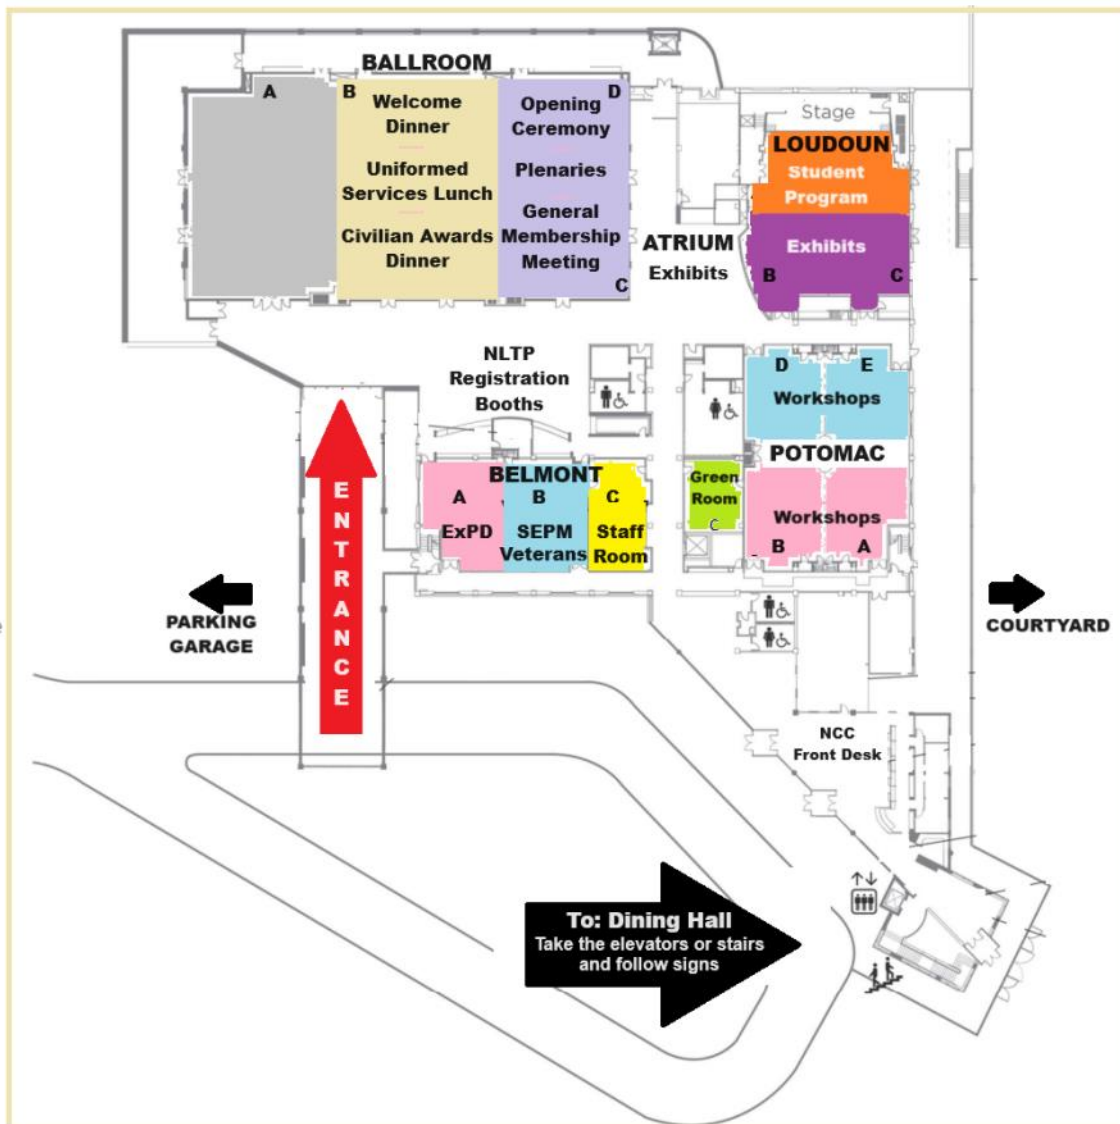 BALLROOM
A
B
Welcome
Dinner
Uniformed
Services Lunch
Civilian Awards
Dinner
D
Opening
Ceremony
Plenaries
General
Membership
Meeting
C
Stage
LOUDOUN
Student
Program
Exhibits
B
C
ATRIUM
Exhibits
NLTP
Registration
Booths
D
E
Workshops
POTOMAC
Workshops
B
A
Green
Room
C
BELMONT
A
ExPD
B
SEPM
Veterans
C
Staff
Room
ENTRANCE
PARKING
GARAGE
COURTYARD
NCC
Front Desk
To: Dining Hall
Take the elevators or stairs
and follow signs